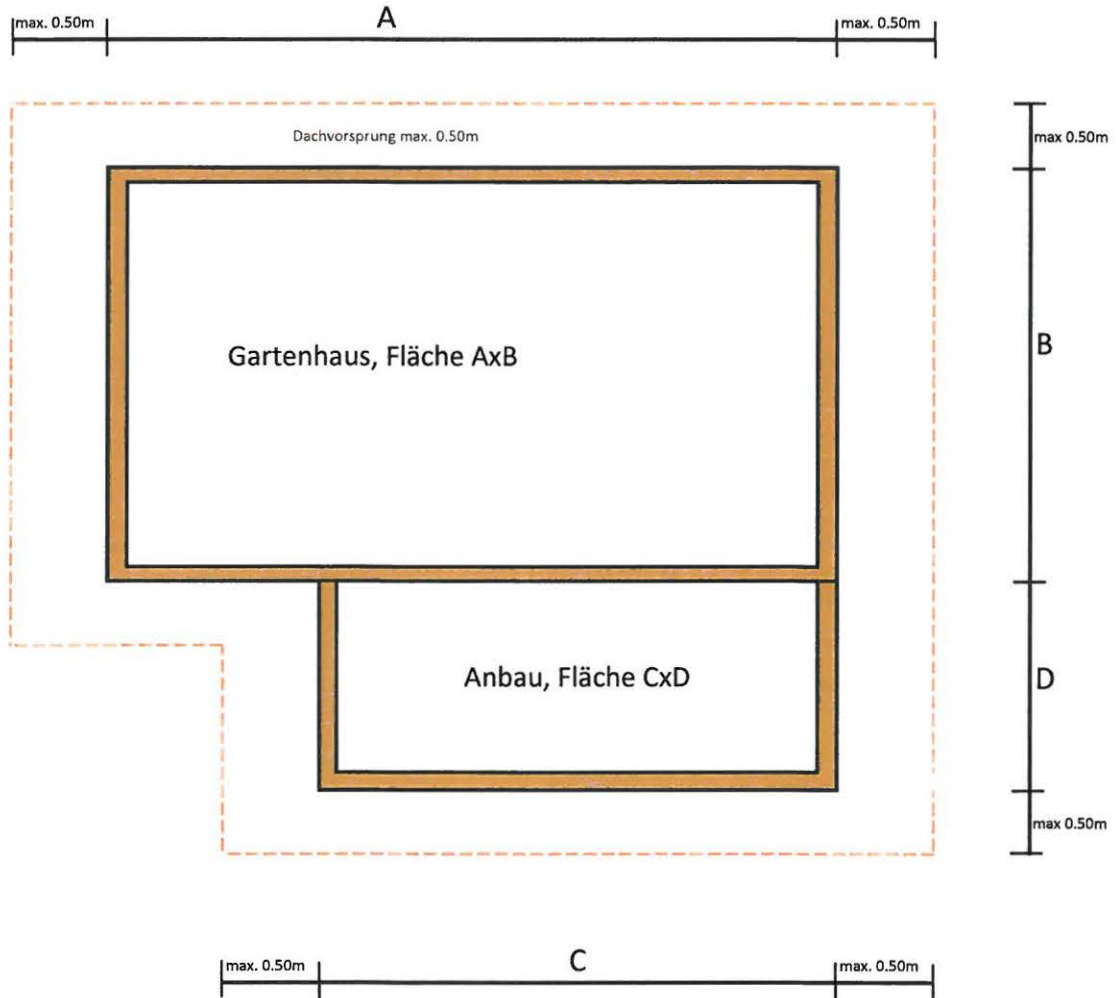 max. 0.50m A max. 0.50m
Dachvorsprung max. 0.50m
max 0.50m
Gartenhaus, Fläche AxB
B
Anbau, Fläche CxD
D
max 0.50m
max. 0.50m C max. 0.50m